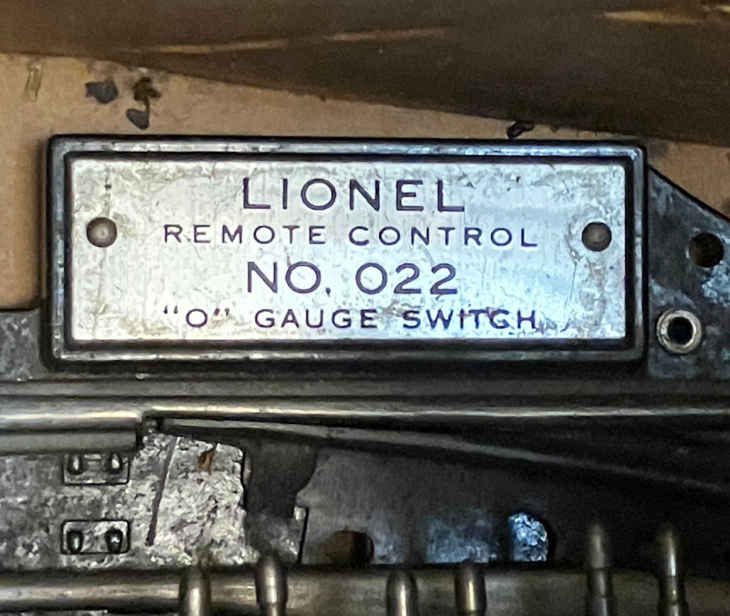 LIONEL
REMOTE CONTROL
NO. 022
"O" GAUGE SWITCH